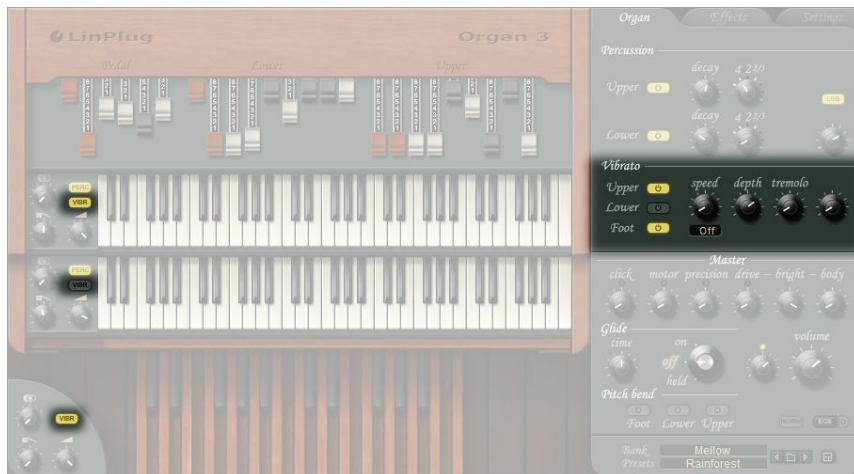 LinPlug
Organ 3
Pedal
Lower
Upper
PERC
VIBR
PERC
VIBR
VIBR
Organ
Effects
Settings
Percussion
decay
4 2 2/3
Upper
LEG
decay
4 2 2/3
Lower
Vibrato
Upper
speed
depth
tremolo
Lower
Foot
Off
Master
click
motor
precision
drive
bright
body
Glide
time
on
off
held
volume
Pitch bend
Foot
Lower
Upper
Bank
Mellow
Presets
Rainforest